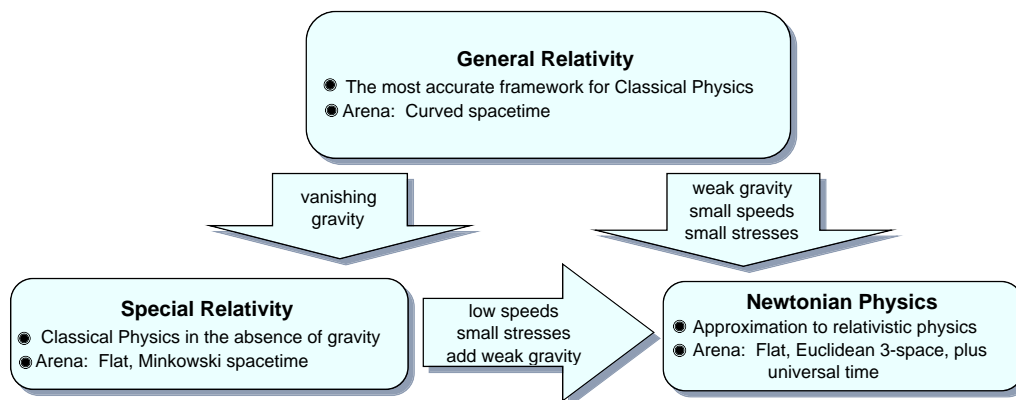 General Relativity
◉ The most accurate framework for Classical Physics
◉ Arena: Curved spacetime
vanishing
gravity
weak gravity
small speeds
small stresses
Special Relativity
◉ Classical Physics in the absence of gravity
◉ Arena: Flat, Minkowski spacetime
low speeds
small stresses
add weak gravity
Newtonian Physics
◉ Approximation to relativistic physics
◉ Arena: Flat, Euclidean 3-space, plus
universal time